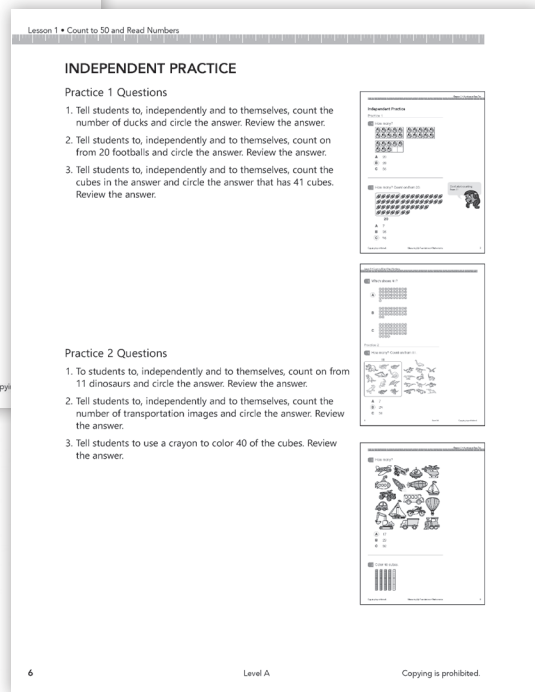 Lesson 1 • Count to 50 and Read Numbers
INDEPENDENT PRACTICE
Practice 1 Questions
1. Tell students to, independently and to themselves, count the
number of ducks and circle the answer. Review the answer.
2. Tell students to, independently and to themselves, count on
from 20 footballs and circle the answer. Review the answer.
3. Tell students to, independently and to themselves, count the
cubes in the answer and circle the answer that has 41 cubes.
Review the answer.
Practice 2 Questions
1. To students to, independently and to themselves, count on from
11 dinosaurs and circle the answer. Review the answer.
2. Tell students to, independently and to themselves, count the
number of transportation images and circle the answer. Review
the answer.
3. Tell students to use a crayon to color 40 of the cubes. Review
the answer.
Independent Practice
Practice 1
How many?
A
B
C
A
B
C
A
B
C
Practice 2
A
B
C
How many?
A
B
C
6
Level A
Copying is prohibited.